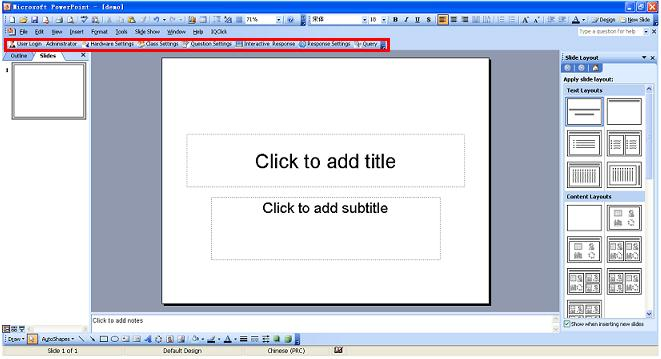 Microsoft PowerPoint - [demo]
71%
宋体
18
B I U S
A
Design
New Slide
File Edit View Insert Format Tools Slide Show Window Help IQClick
Type a question for help
User Login Administrator Hardware Settings Class Settings Question Settings Interactive Response Response Settings Query
Outline
Slides
Slide Layout
1
Apply slide layout:
Text Layouts
Click to add title
Click to add subtitle
Content Layouts
Click to add notes
Show when inserting new slides
Draw
AutoShapes
A
Slide 1 of 1
Default Design
Chinese (PRC)